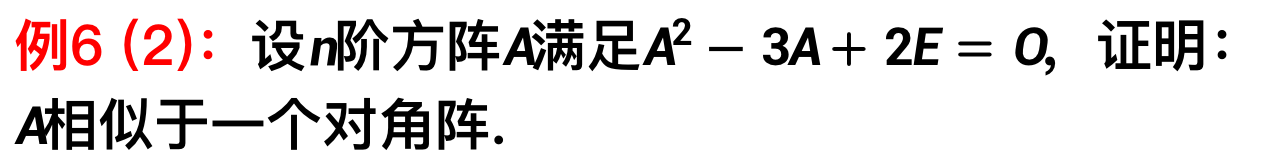 例6 (2)：设n阶方阵A满足A² − 3A + 2E = O, 证明：
A相似于一个对角阵.